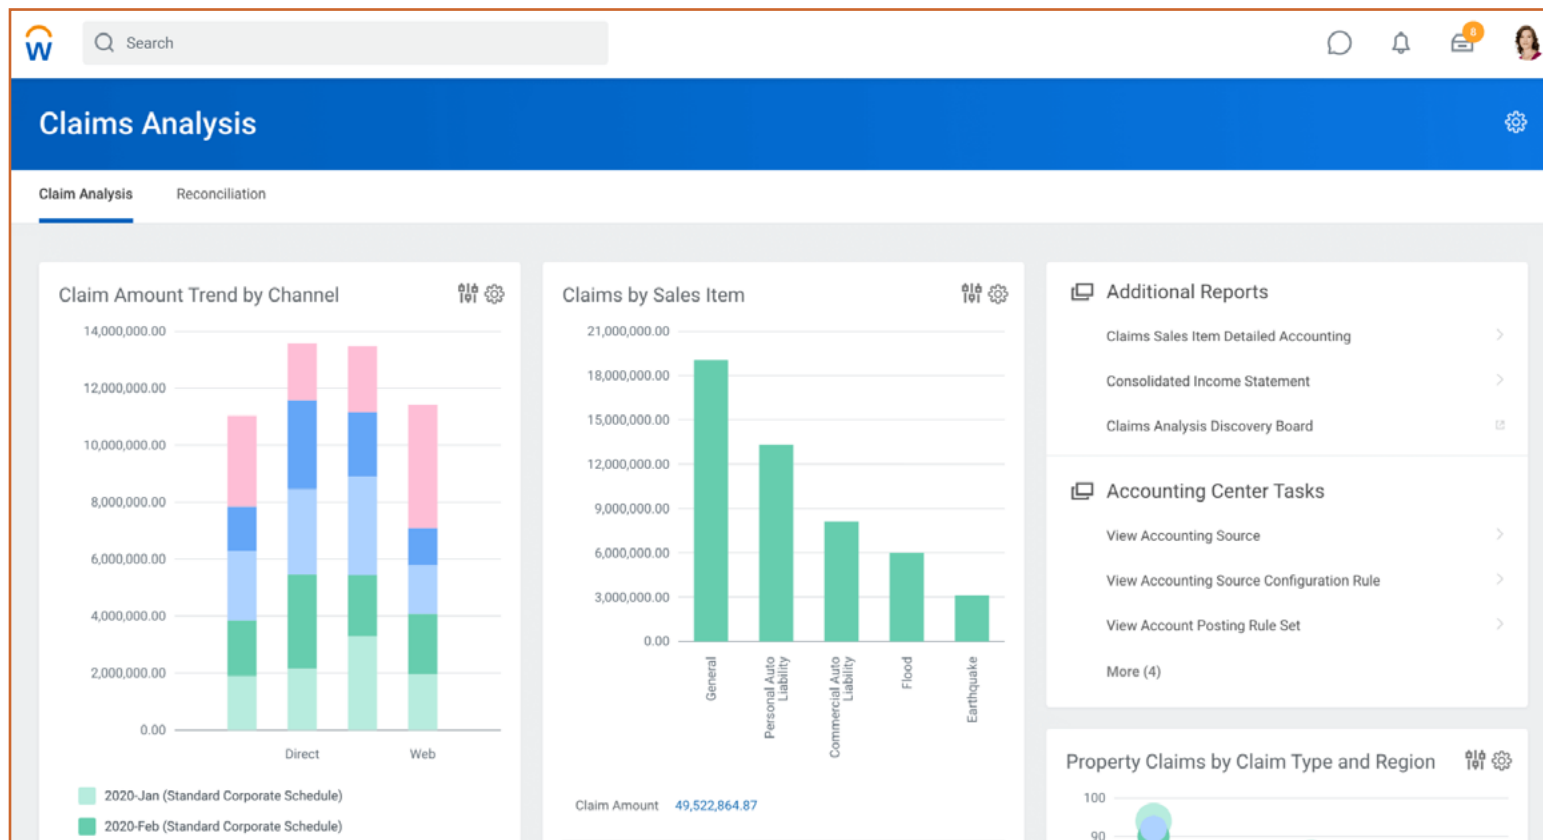 W
Search
8
Claims Analysis
Claim Analysis
Reconciliation
Claim Amount Trend by Channel
14,000,000.00
12,000,000.00
10,000,000.00
8,000,000.00
6,000,000.00
4,000,000.00
2,000,000.00
0.00
Direct
Web
2020-Jan (Standard Corporate Schedule)
2020-Feb (Standard Corporate Schedule)
Claims by Sales Item
21,000,000.00
18,000,000.00
15,000,000.00
12,000,000.00
9,000,000.00
6,000,000.00
3,000,000.00
0.00
General
Personal Auto
Liability
Commercial Auto
Liability
Flood
Earthquake
Claim Amount 49,522,864.87
Additional Reports
Claims Sales Item Detailed Accounting
Consolidated Income Statement
Claims Analysis Discovery Board
Accounting Center Tasks
View Accounting Source
View Accounting Source Configuration Rule
View Account Posting Rule Set
More (4)
Property Claims by Claim Type and Region
100
90